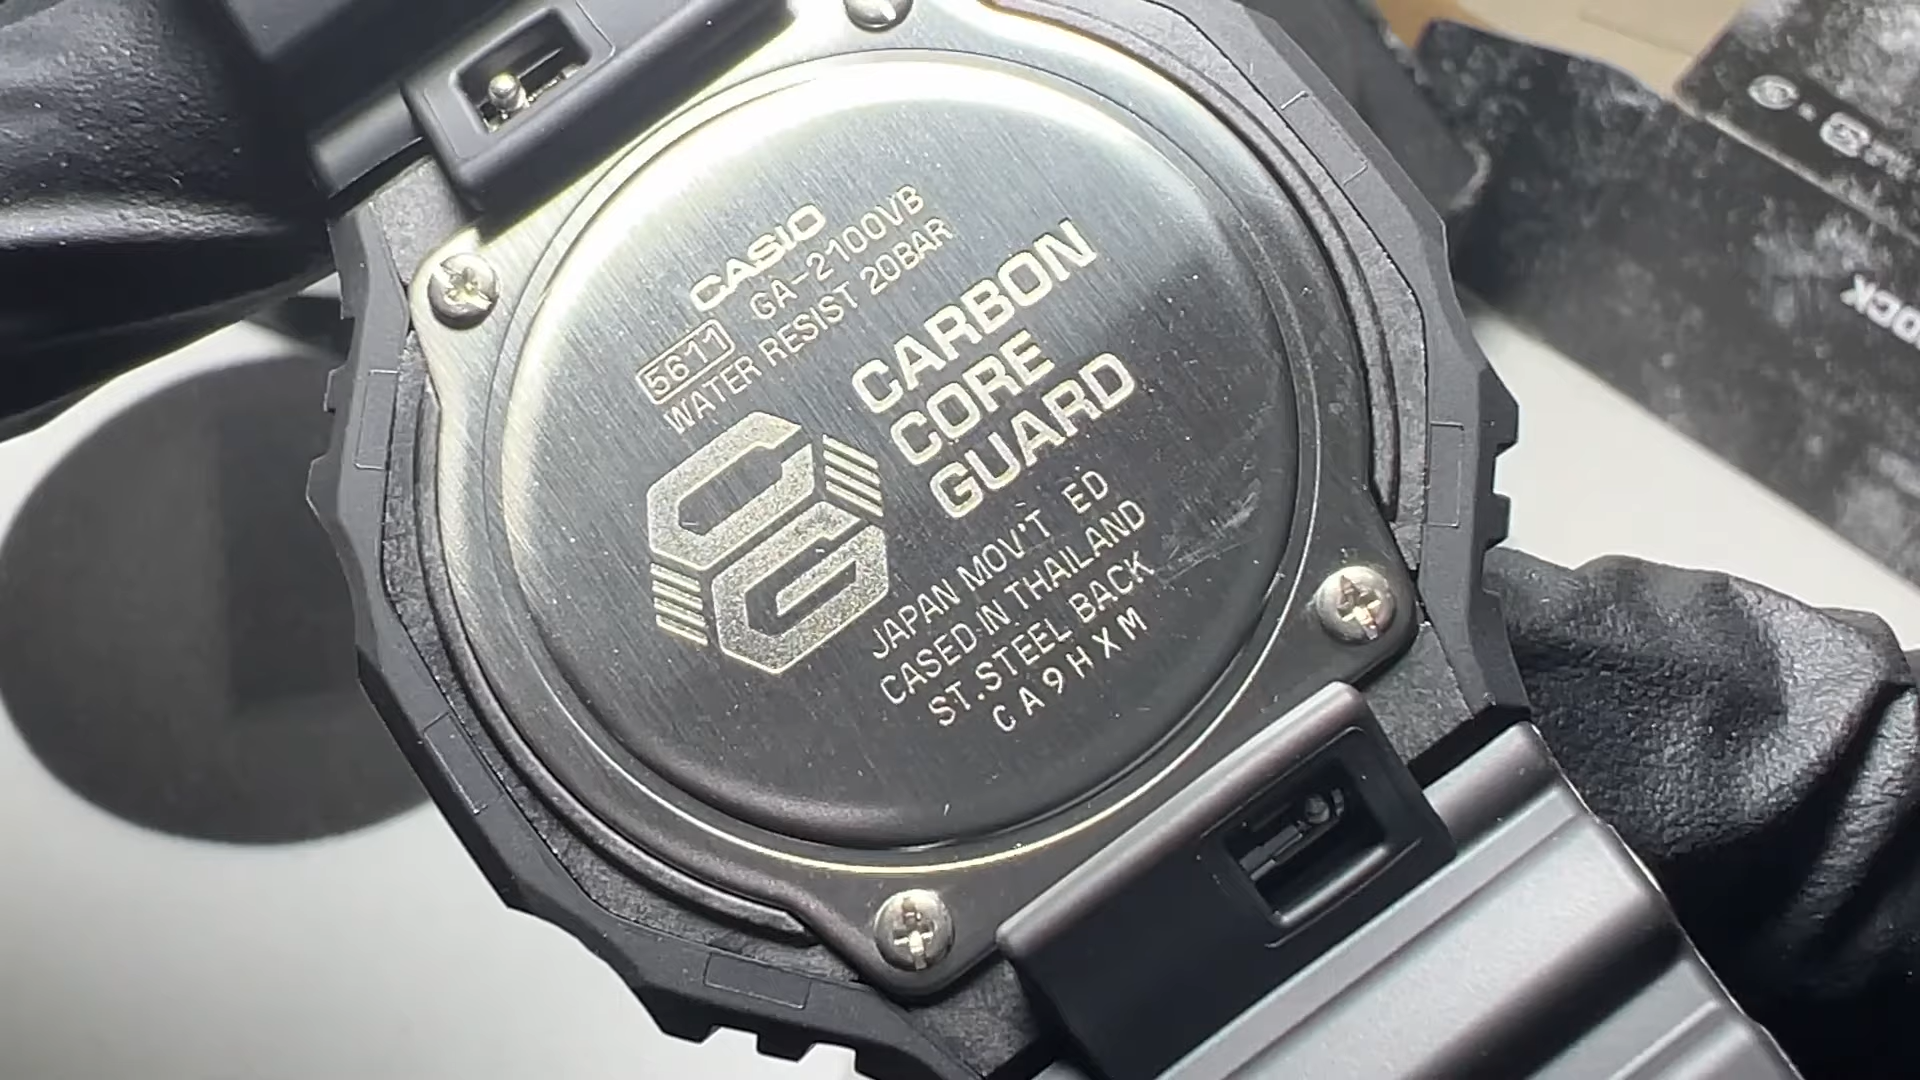 CASIO
5611 GA-2100VB
WATER RESIST 20BAR
CARBON
CORE
GUARD
JAPAN MOV'T ED
CASED IN THAILAND
ST.STEEL BACK
CA9HXM